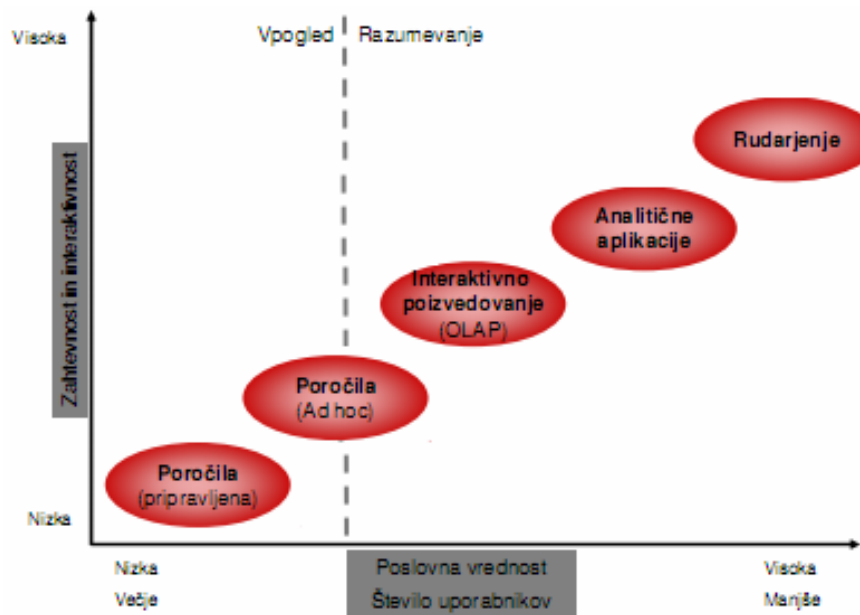 Visoka
Vpogled
Razumevanje
Rudarjenje
Analitične
aplikacije
Zahtevnost in interaktivnost
Interaktivno
poizvedovanje
(OLAP)
Poročila
(Ad hoc)
Poročila
(pripravljena)
Nizka
Nizka
Poslovna vrednost
Visoka
Večje
Število uporabnikov
Manjše